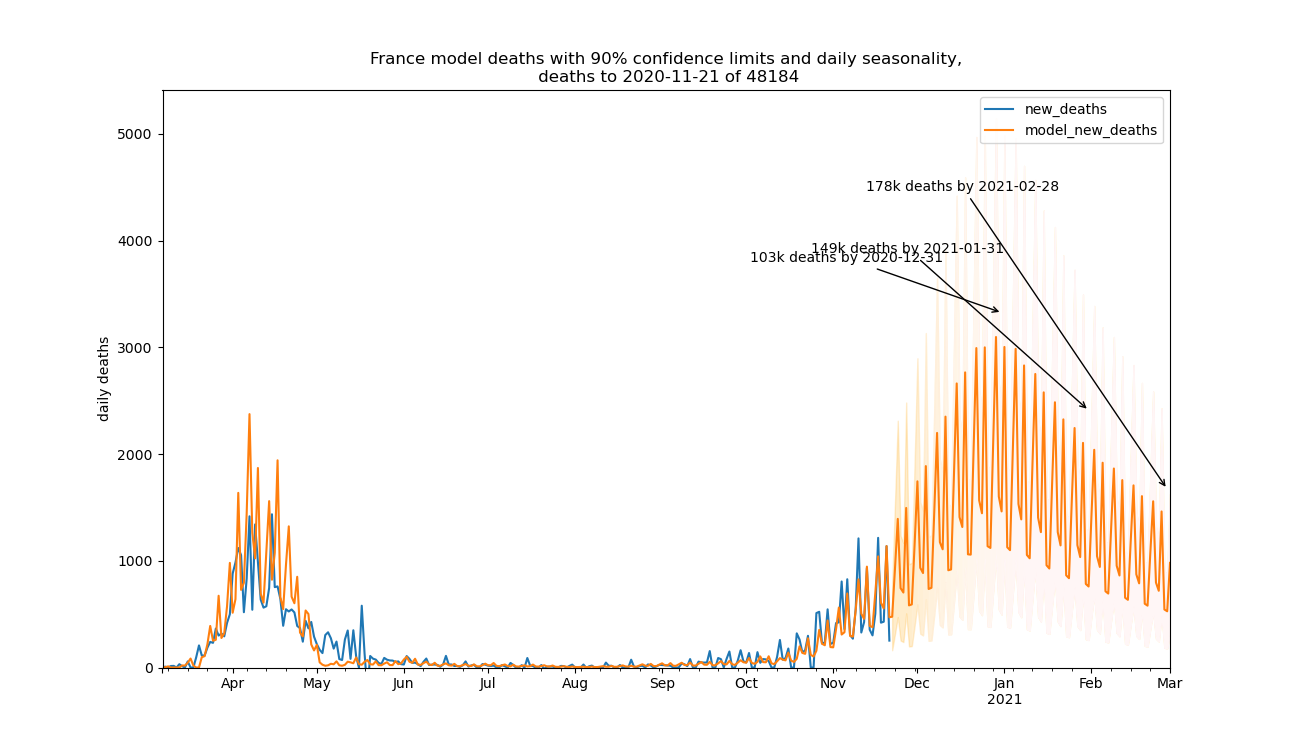 France model deaths with 90% confidence limits and daily seasonality,
deaths to 2020-11-21 of 48184
new_deaths
model_new_deaths
178k deaths by 2021-02-28
149k deaths by 2021-01-31
103k deaths by 2020-12-31
daily deaths
5000
4000
3000
2000
1000
0
Apr May Jun Jul Aug Sep Oct Nov Dec Jan Feb Mar
2021